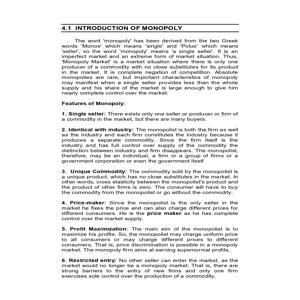 4.1 INTRODUCTION OF MONOPOLY
The word 'monopoly' has been derived from the two Greek
words 'Monos' which means 'single' and 'Polus' which means
'seller', so the word 'monopoly' means 'a single seller'. It is an
imperfect market and an extreme form of market situation. Thus,
'Monopoly Market' is a market situation where there is only one
producer of a commodity with no close substitutes for its product
in the market. It is complete negation of competition. Absolute
monopolies are rare, but important characteristics of monopoly
may manifest when a single seller provides less than the whole
supply and his share of the market is large enough to give him
nearly complete control over the market.
Features of Monopoly:
1. Single seller: There exists only one seller or producer or firm of
a commodity in the market, but there are many buyers.
2. Identical with industry: The monopolist is both the firm as well
as the industry and each firm constitutes the industry because it
produces a separate commodity. Since the firm itself is the
industry and has full control over supply of the commodity the
distinction between industry and firm disappears. The monopolist,
therefore, may be an individual, a firm or a group of firms or a
government corporation or even the government itself
3. Unique Commodity: The commodity sold by the monopolist is
a unique product, which has no close substitutes in the market. In
other words, cross elasticity between the monopolist's product and
the product of other firms is zero. The consumer will have to buy
the commodity from the monopolist or go without the commodity.
4. Price-maker: Since the monopolist is the only seller in the
market he fixes the price and can also charge different prices for
different consumers. He is the price maker as he has complete
control over the market supply.
5. Profit Maximization: The main aim of the monopolist is to
maximize his profits. So, the monopolist may charge uniform price
to all consumers or may charge different prices to different
consumers. That is, price discrimination is possible in a monopoly
market. The monopoly firm aims at earning supernormal profits.
6. Restricted entry: No other seller can enter the market, as the
market would no longer be a monopoly market. That is, there are
strong barriers to the entry of new firms and only one firm
exercises sole control over the production of a commodity.